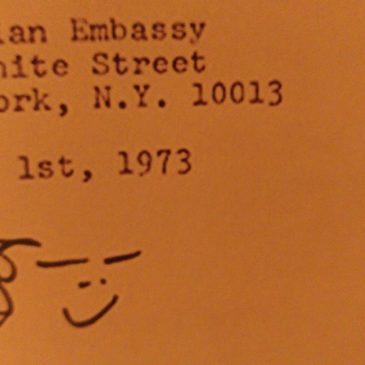 ian Embassy
hite Street
ork, N.Y. 10013
1st, 1973